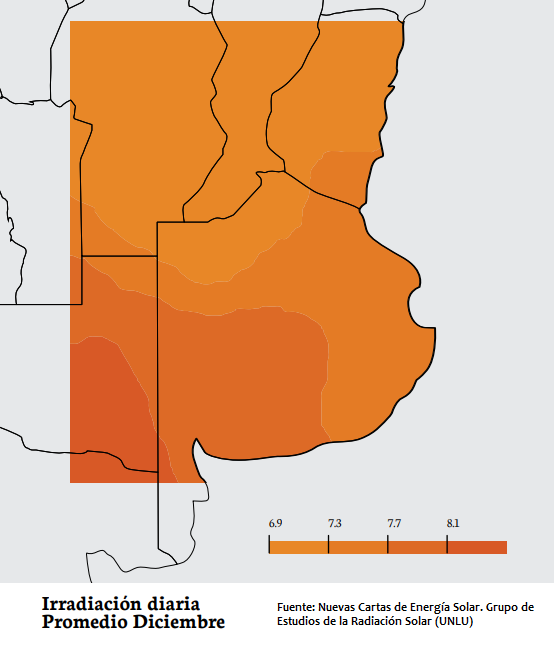 6.9 7.3 7.7 8.1
Irradiación diaria
Promedio Diciembre
Fuente: Nuevas Cartas de Energía Solar. Grupo de
Estudios de la Radiación Solar (UNLU)